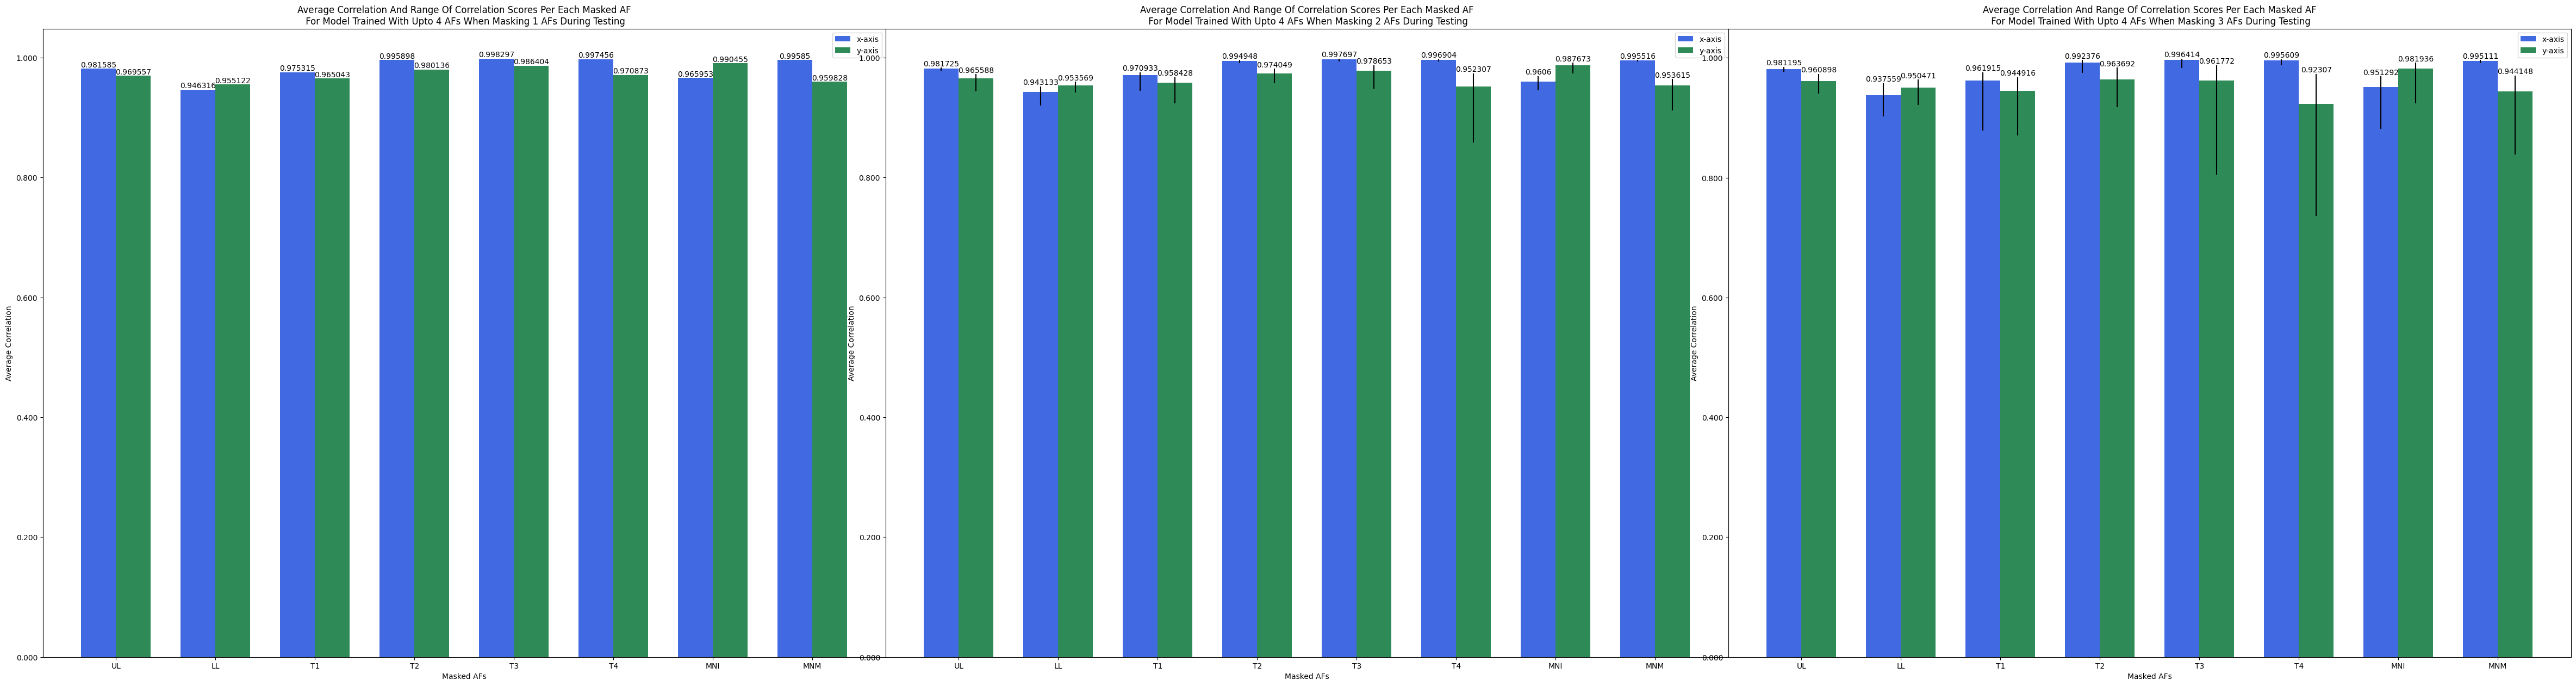 Average Correlation And Range Of Correlation Scores Per Each Masked AF
For Model Trained With Upto 4 AFs When Masking 1 AFs During Testing
x-axis
y-axis
1.000
0.800
0.600
0.400
0.200
0.000
Average Correlation
0.981585
0.969557
0.946316
0.955122
0.975315
0.965043
0.995898
0.980136
0.998297
0.986404
0.997456
0.970873
0.965953
0.990455
0.99585
0.959828
UL
LL
T1
T2
T3
T4
MNI
MNM
Masked AFs
Average Correlation And Range Of Correlation Scores Per Each Masked AF
For Model Trained With Upto 4 AFs When Masking 2 AFs During Testing
x-axis
y-axis
1.000
0.800
0.600
0.400
0.200
0.000
Average Correlation
0.981725
0.965588
0.943133
0.953569
0.970933
0.958428
0.994948
0.974049
0.997697
0.978653
0.996904
0.952307
0.9606
0.987673
0.995516
0.953615
UL
LL
T1
T2
T3
T4
MNI
MNM
Masked AFs
Average Correlation And Range Of Correlation Scores Per Each Masked AF
For Model Trained With Upto 4 AFs When Masking 3 AFs During Testing
x-axis
y-axis
1.000
0.800
0.600
0.400
0.200
0.000
Average Correlation
0.981195
0.960898
0.937559
0.950471
0.961915
0.944916
0.992376
0.963692
0.996414
0.961772
0.995609
0.92307
0.951292
0.981936
0.995111
0.944148
UL
LL
T1
T2
T3
T4
MNI
MNM
Masked AFs